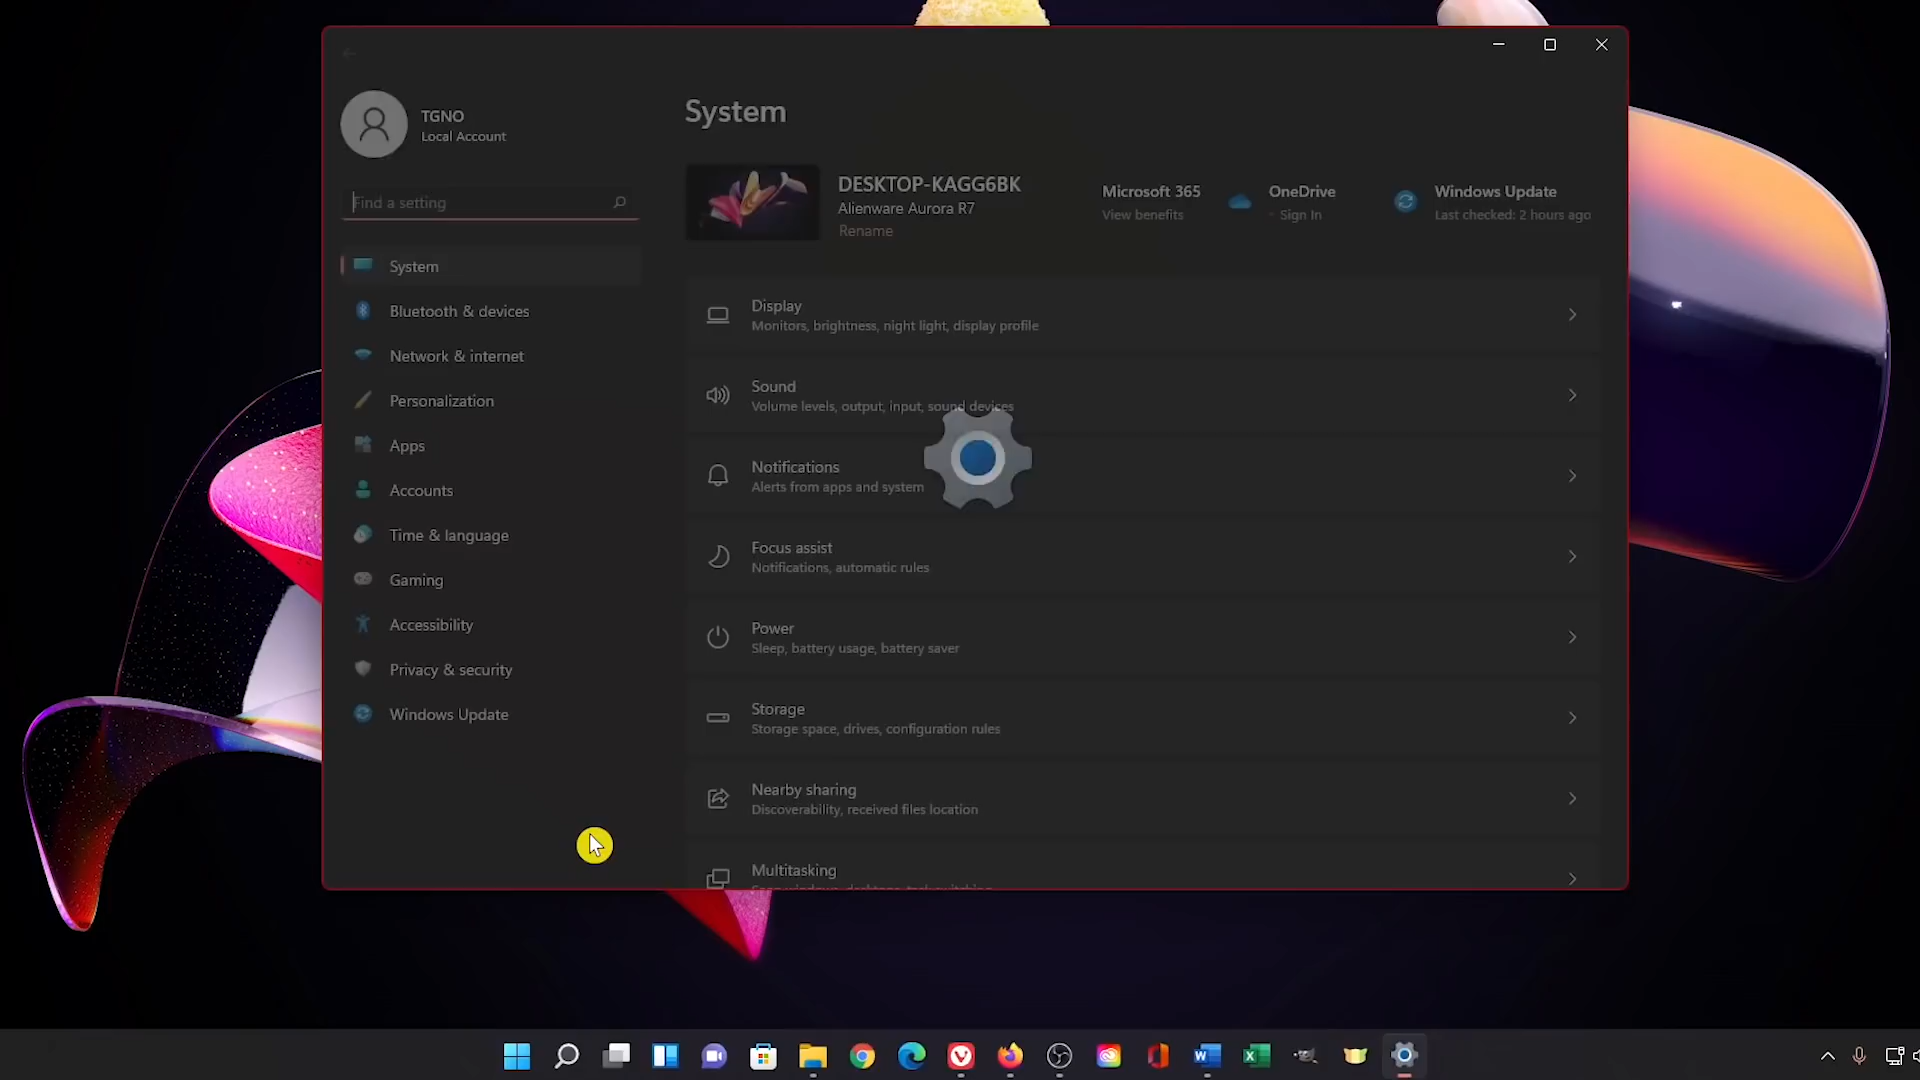 TGNO
Local Account
Find a setting
System
Bluetooth & devices
Network & internet
Personalization
Apps
Accounts
Time & language
Gaming
Accessibility
Privacy & security
Windows Update
System
DESKTOP-KAGG6BK
Alienware Aurora R7
Rename
Microsoft 365
View benefits
OneDrive
Sign In
Windows Update
Last checked: 2 hours ago
Display
Monitors, brightness, night light, display profile
Sound
Volume levels, output, input, sound devices
Notifications
Alerts from apps and system
Focus assist
Notifications, automatic rules
Power
Sleep, battery usage, battery saver
Storage
Storage space, drives, configuration rules
Nearby sharing
Discoverability, received files location
Multitasking